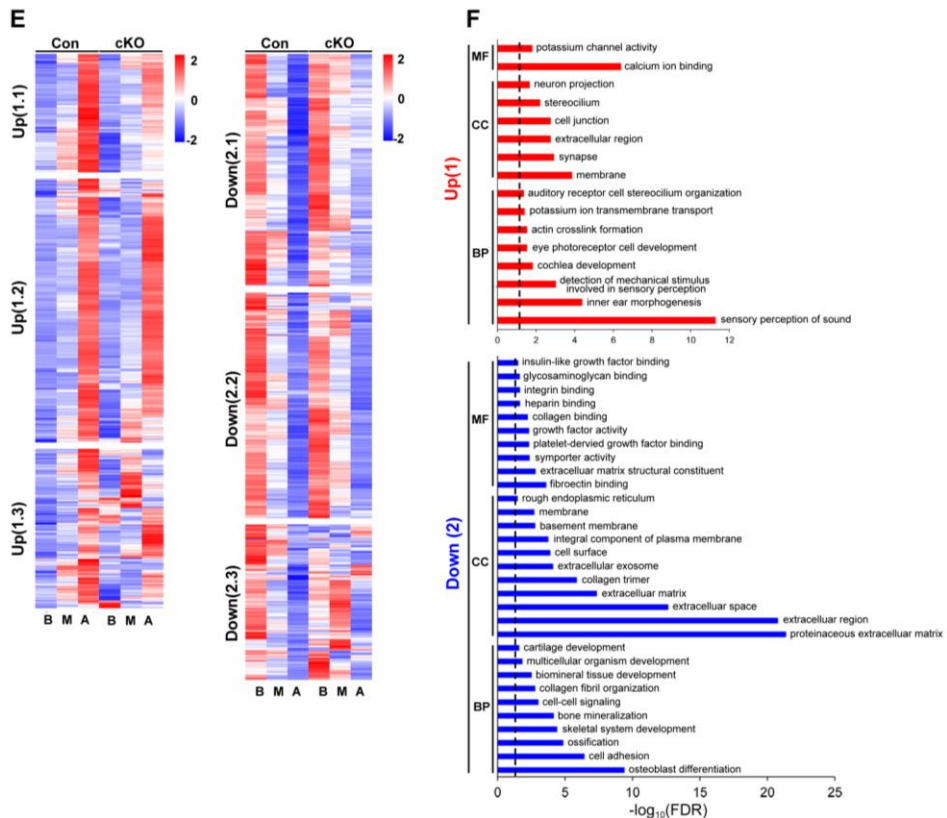 E
Con cKO
2
0
-2
Up(1.1)
Up(1.2)
Up(1.3)
B M A B M A
Con cKO
2
0
-2
Down(2.1)
Down(2.2)
Down(2.3)
B M A B M A
F
Up(1)
MF
potassium channel activity
calcium ion binding
CC
neuron projection
stereocilium
cell junction
extracellular region
synapse
membrane
BP
auditory receptor cell stereocilium organization
potassium ion transmembrane transport
actin crosslink formation
eye photoreceptor cell development
cochlea development
detection of mechanical stimulus
involved in sensory perception
inner ear morphogenesis
sensory perception of sound
0 2 4 6 8 10 12
Down (2)
MF
insulin-like growth factor binding
glycosaminoglycan binding
integrin binding
heparin binding
collagen binding
growth factor activity
platelet-dervied growth factor binding
symporter activity
extracelluar matrix structural constituent
fibroectin binding
CC
rough endoplasmic reticulum
membrane
basement membrane
integral component of plasma membrane
cell surface
extracellular exosome
collagen trimer
extracelluar matrix
extracelluar space
extracelluar region
proteinaceous extracelluar matrix
BP
cartilage development
multicellular organism development
biomineral tissue development
collagen fibril organization
cell-cell signaling
bone mineralization
skeletal system development
ossification
cell adhesion
osteoblast differentiation
0 5 10 15 20 25
-log₁₀(FDR)